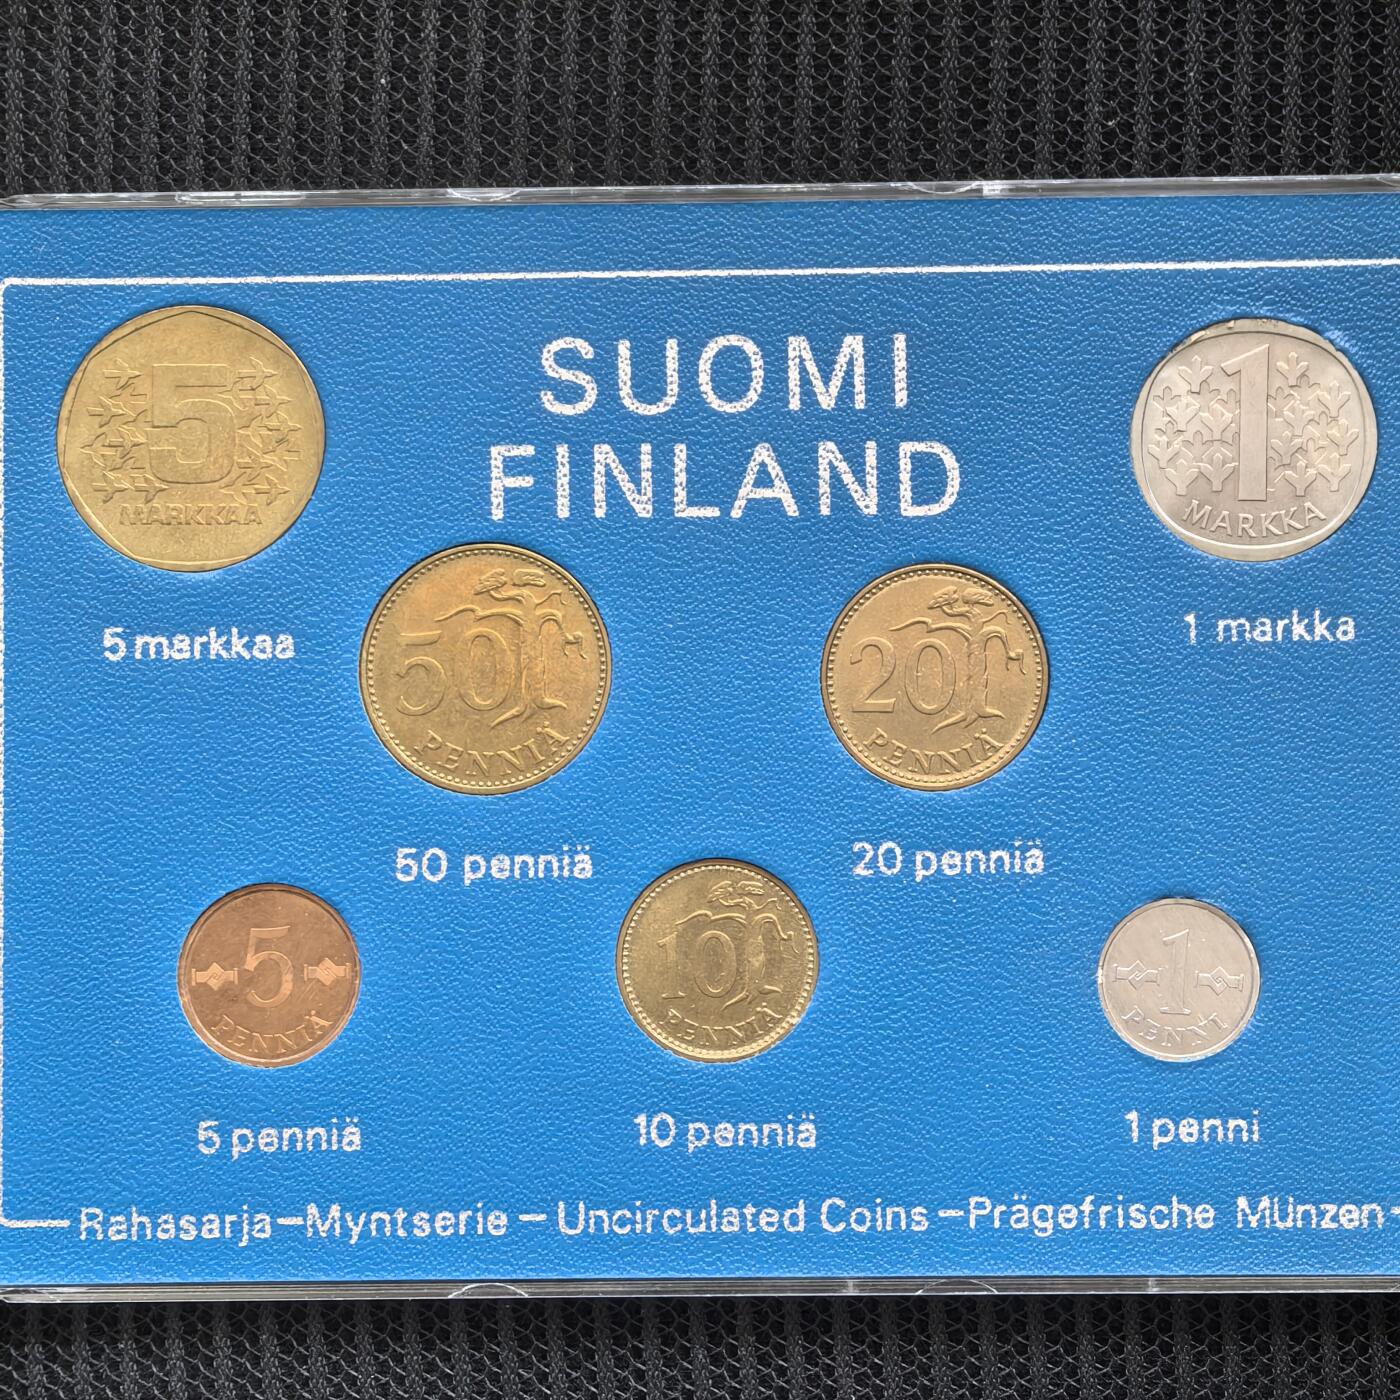 SUOMI
FINLAND
5
MARKKAA
1
MARKKA
5 markkaa
1 markka
50
PENNIÄ
20
PENNIÄ
50 penniä
20 penniä
5
PENNIÄ
10
PENNIÄ
1
PENNI
5 penniä
10 penniä
1 penni
Rahasarja-Myntserie-Uncirculated Coins-Prägefrische Münzen-